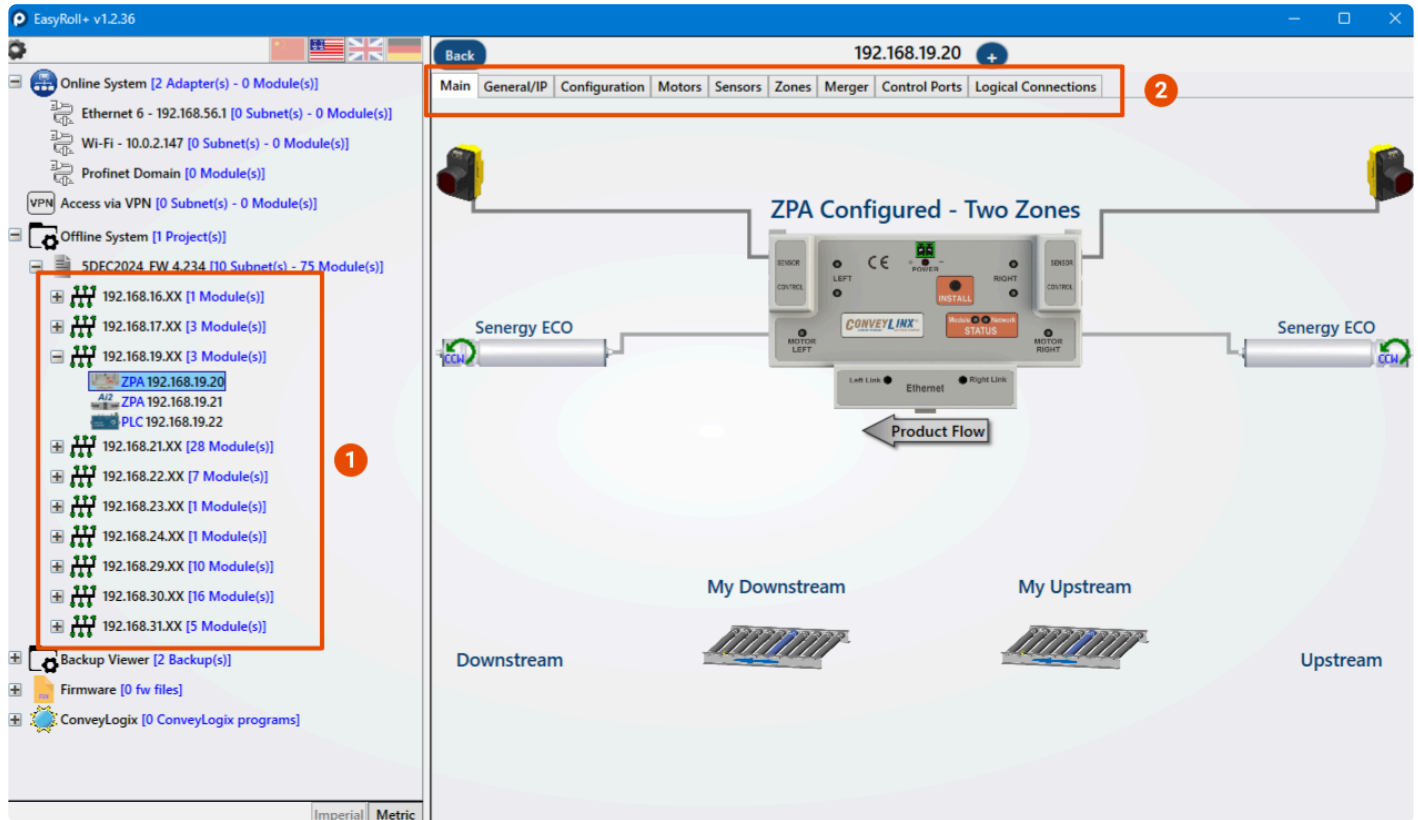 EasyRoll+ v1.2.36
Online System [2 Adapter(s) - 0 Module(s)]
Ethernet 6 - 192.168.56.1 [0 Subnet(s) - 0 Module(s)]
Wi-Fi - 10.0.2.147 [0 Subnet(s) - 0 Module(s)]
Profinet Domain [0 Module(s)]
VPN Access via VPN [0 Subnet(s) - 0 Module(s)]
Offline System [1 Project(s)]
5DEC2024_FW 4.234 [10 Subnet(s) - 75 Module(s)]
192.168.16.XX [1 Module(s)]
192.168.17.XX [3 Module(s)]
192.168.19.XX [3 Module(s)]
ZPA 192.168.19.20
Ai2 ZPA 192.168.19.21
PLC 192.168.19.22
192.168.21.XX [28 Module(s)]
192.168.22.XX [7 Module(s)]
192.168.23.XX [1 Module(s)]
192.168.24.XX [1 Module(s)]
192.168.29.XX [10 Module(s)]
192.168.30.XX [16 Module(s)]
192.168.31.XX [5 Module(s)]
1
Backup Viewer [2 Backup(s)]
Firmware [0 fw files]
ConveyLogix [0 ConveyLogix programs]
Imperial Metric
Back 192.168.19.20 +
Main General/IP Configuration Motors Sensors Zones Merger Control Ports Logical Connections
2
ZPA Configured - Two Zones
SENSOR
CONTROL
LEFT
CE
+ -
POWER
RIGHT
SENSOR
CONTROL
INSTALL
CONVEYLINX
Module Network
STATUS
MOTOR
LEFT
MOTOR
RIGHT
Left Link Ethernet Right Link
Senergy ECO
CCW
Senergy ECO
CCW
Product Flow
My Downstream My Upstream
Downstream Upstream